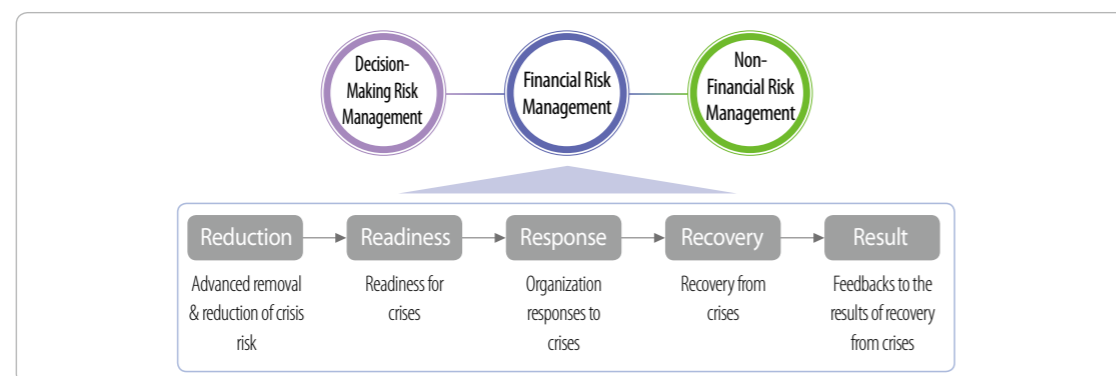 Decision-
Making Risk
Management
Financial Risk
Management
Non-
Financial Risk
Management
Reduction
Readiness
Response
Recovery
Result
Advanced removal
& reduction of crisis
risk
Readiness for
crises
Organization
responses to
crises
Recovery from
crises
Feedbacks to the
results of recovery
from crises